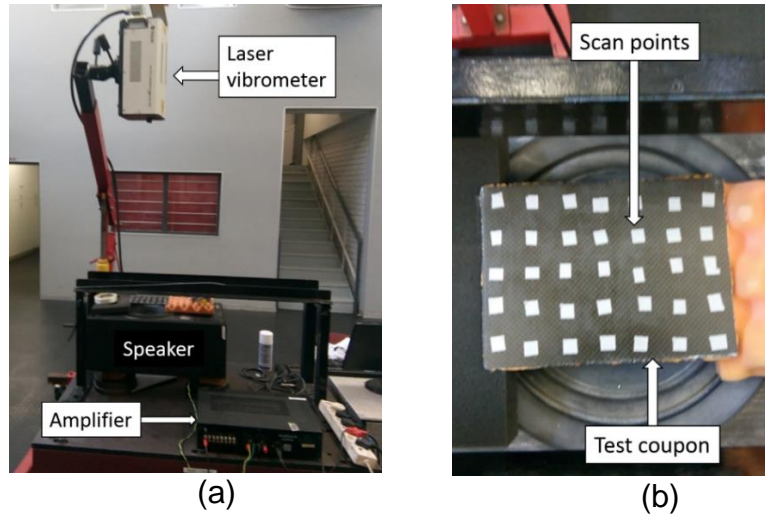 Laser
vibrometer
Speaker
Amplifier
(a)
Scan points
Test coupon
(b)